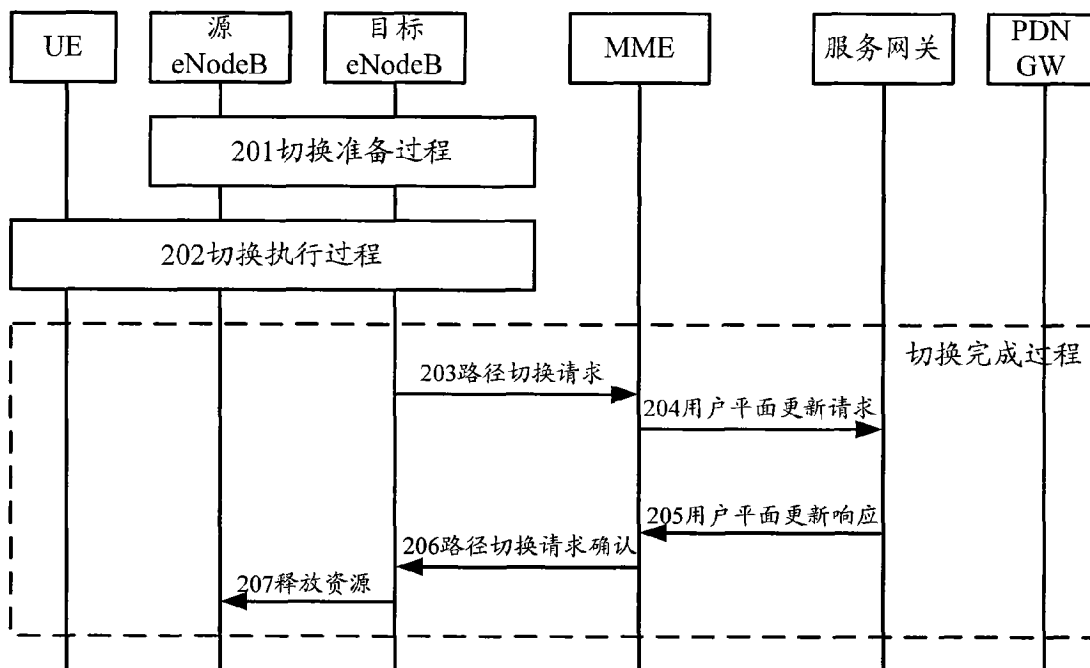 UE
源
eNodeB
目标
eNodeB
MME
服务网关
PDN
GW
201切换准备过程
202切换执行过程
切换完成过程
203路径切换请求
204用户平面更新请求
205用户平面更新响应
206路径切换请求确认
207释放资源